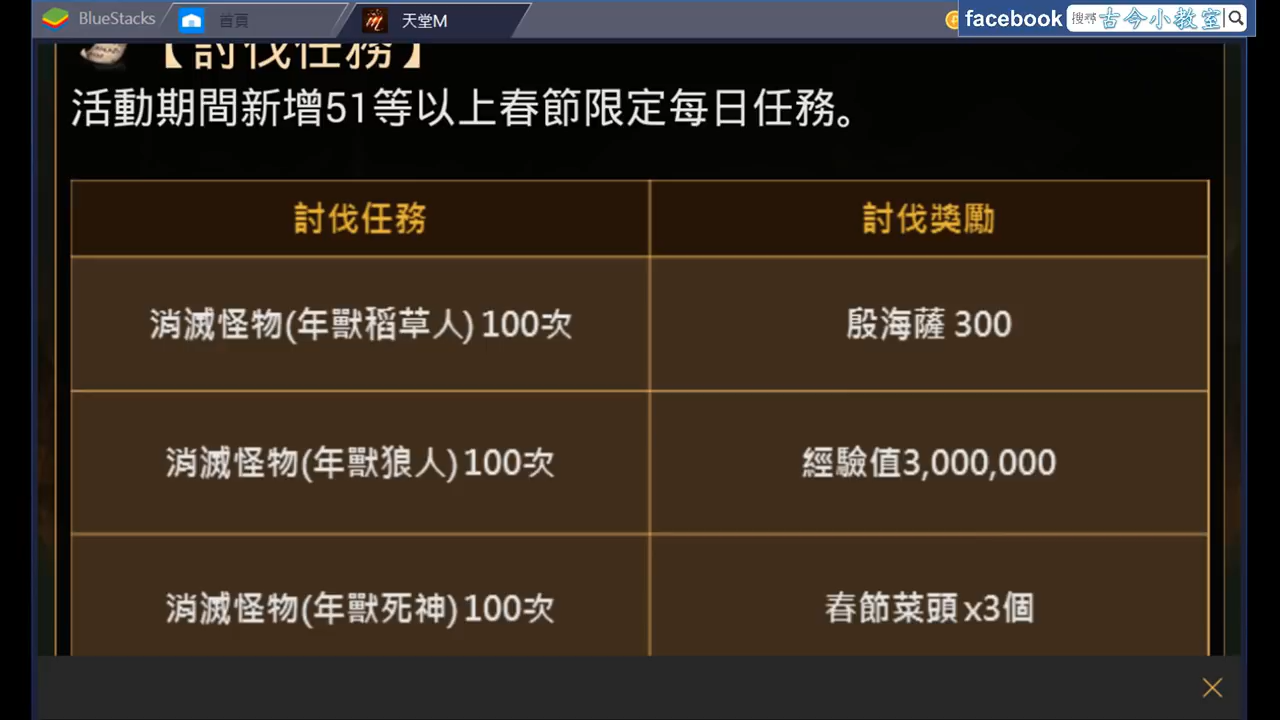 BlueStacks
首頁
天堂M
facebook
搜尋 古今小教室
【討伐任務】
活動期間新增51等以上春節限定每日任務。
討伐任務 討伐獎勵
消滅怪物(年獸稻草人) 100次 殷海薩 300
消滅怪物(年獸狼人) 100次 經驗值3,000,000
消滅怪物(年獸死神) 100次 春節菜頭 x3個